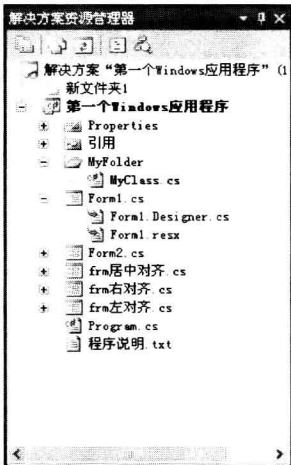 解决方案资源管理器
解决方案“第一个Windows应用程序” (1
新文件夹1
第一个Windows应用程序
Properties
引用
MyFolder
MyClass.cs
Form1.cs
Form1.Designer.cs
Form1.resx
Form2.cs
frm居中对齐.cs
frm右对齐.cs
frm左对齐.cs
Program.cs
程序说明.txt